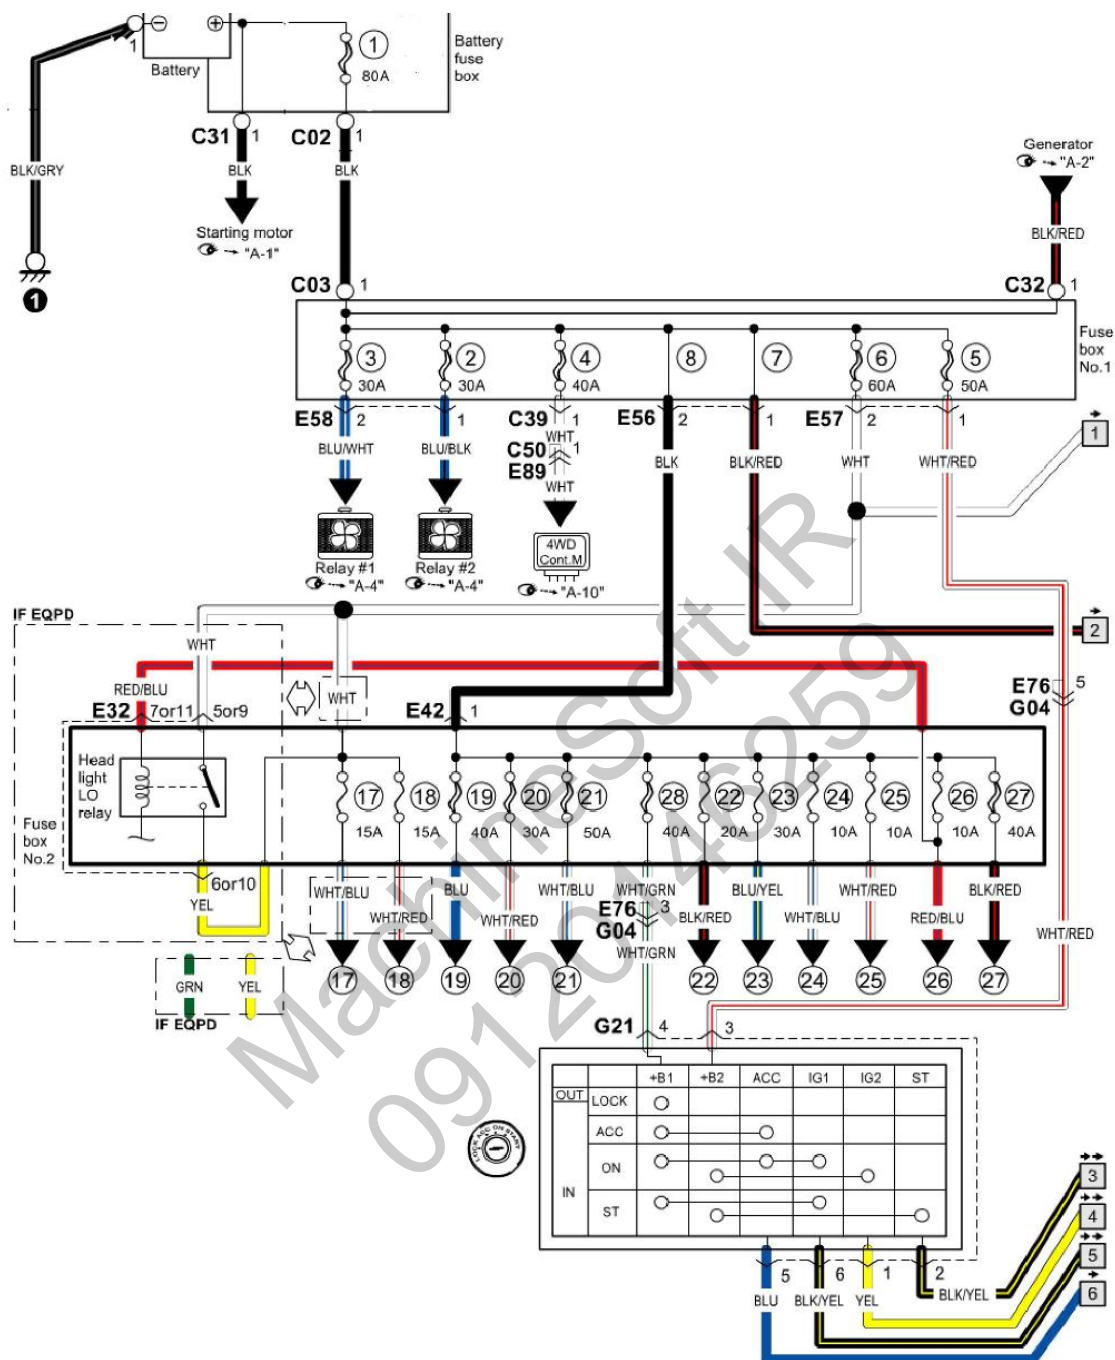 1
Battery
1
80A
Battery
fuse
box
C31 1
C02 1
BLK/GRY
BLK
BLK
Starting motor
"A-1"
1
Generator
"A-2"
BLK/RED
C03 1
C32 1
Fuse
box
No.1
3 2 4 8 7 6 5
30A 30A 40A 60A 50A
E58 2 1
C39 1
E56 2 1
E57 2 1
WHT
C50 1
E89
WHT
BLU/WHT BLU/BLK
BLK BLK/RED WHT WHT/RED
1
4WD
Cont.M
"A-10"
Relay #1
"A-4"
Relay #2
"A-4"
IF EQPD
WHT
2
RED/BLU
WHT
E76 5
G04
E32 7or11 5or9
E42 1
Head
light
LO
relay
Fuse
box
No.2
17 18 19 20 21 28 22 23 24 25 26 27
15A 15A 40A 30A 50A 40A 20A 30A 10A 10A 10A 40A
6or10
YEL
WHT/BLU WHT/RED BLU WHT/RED WHT/BLU WHT/GRN
E76 3
G04
WHT/GRN
BLK/RED BLU/YEL WHT/BLU WHT/RED RED/BLU BLK/RED
WHT/RED
17 18 19 20 21 22 23 24 25 26 27
GRN YEL
IF EQPD
G21 4 3
+B1 +B2 ACC IG1 IG2 ST
OUT
LOCK
ACC
ON
IN
ST
LOCK ACC ON START
5 6 1 2
BLU BLK/YEL YEL BLK/YEL
3
4
5
6
MachineSoft IR
09120146259